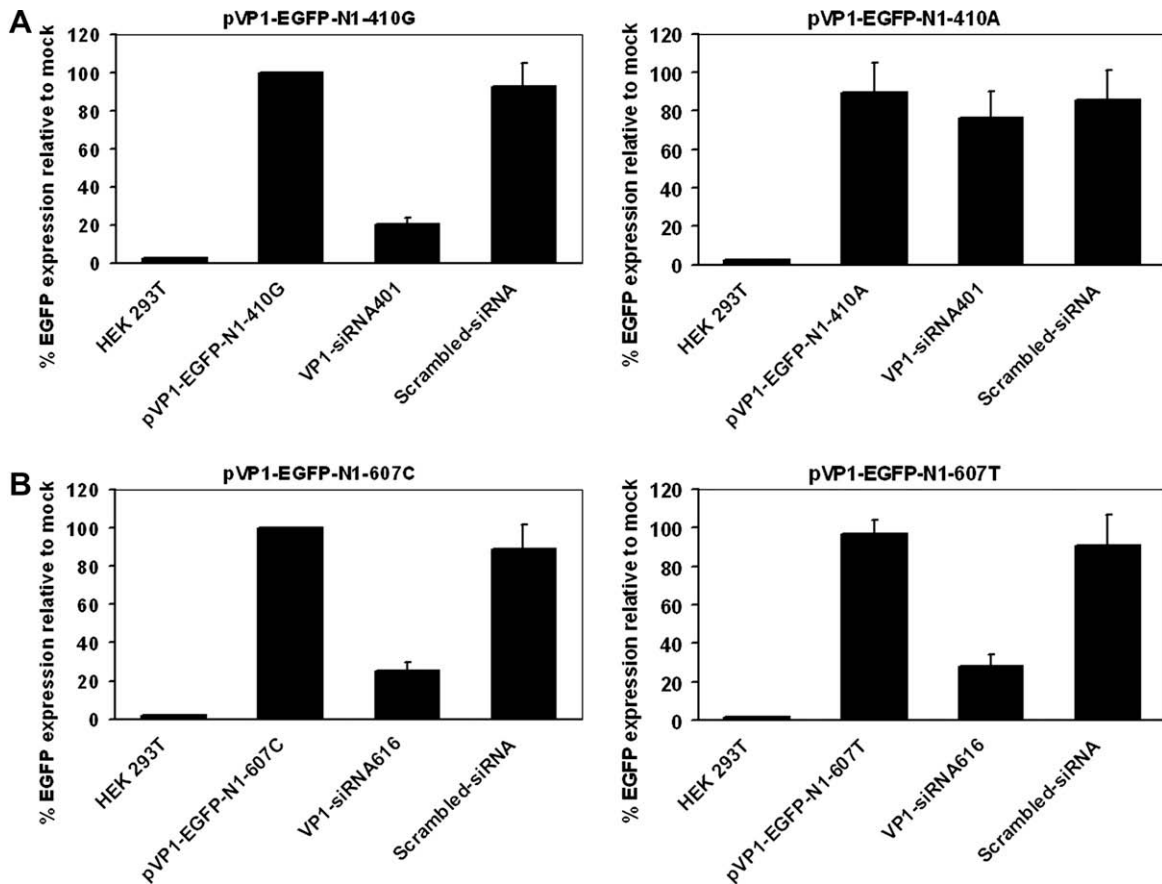 A
pVP1-EGFP-N1-410G
% EGFP expression relative to mock
120
100
80
60
40
20
0
HEK 293T
pVP1-EGFP-N1-410G
VP1-siRNA401
Scrambled-siRNA
pVP1-EGFP-N1-410A
% EGFP expression relative to mock
120
100
80
60
40
20
0
HEK 293T
pVP1-EGFP-N1-410A
VP1-siRNA401
Scrambled-siRNA
B
pVP1-EGFP-N1-607C
% EGFP expression relative to mock
120
100
80
60
40
20
0
HEK 293T
pVP1-EGFP-N1-607C
VP1-siRNA616
Scrambled-siRNA
pVP1-EGFP-N1-607T
% EGFP expression relative to mock
120
100
80
60
40
20
0
HEK 293T
pVP1-EGFP-N1-607T
VP1-siRNA616
Scrambled-siRNA